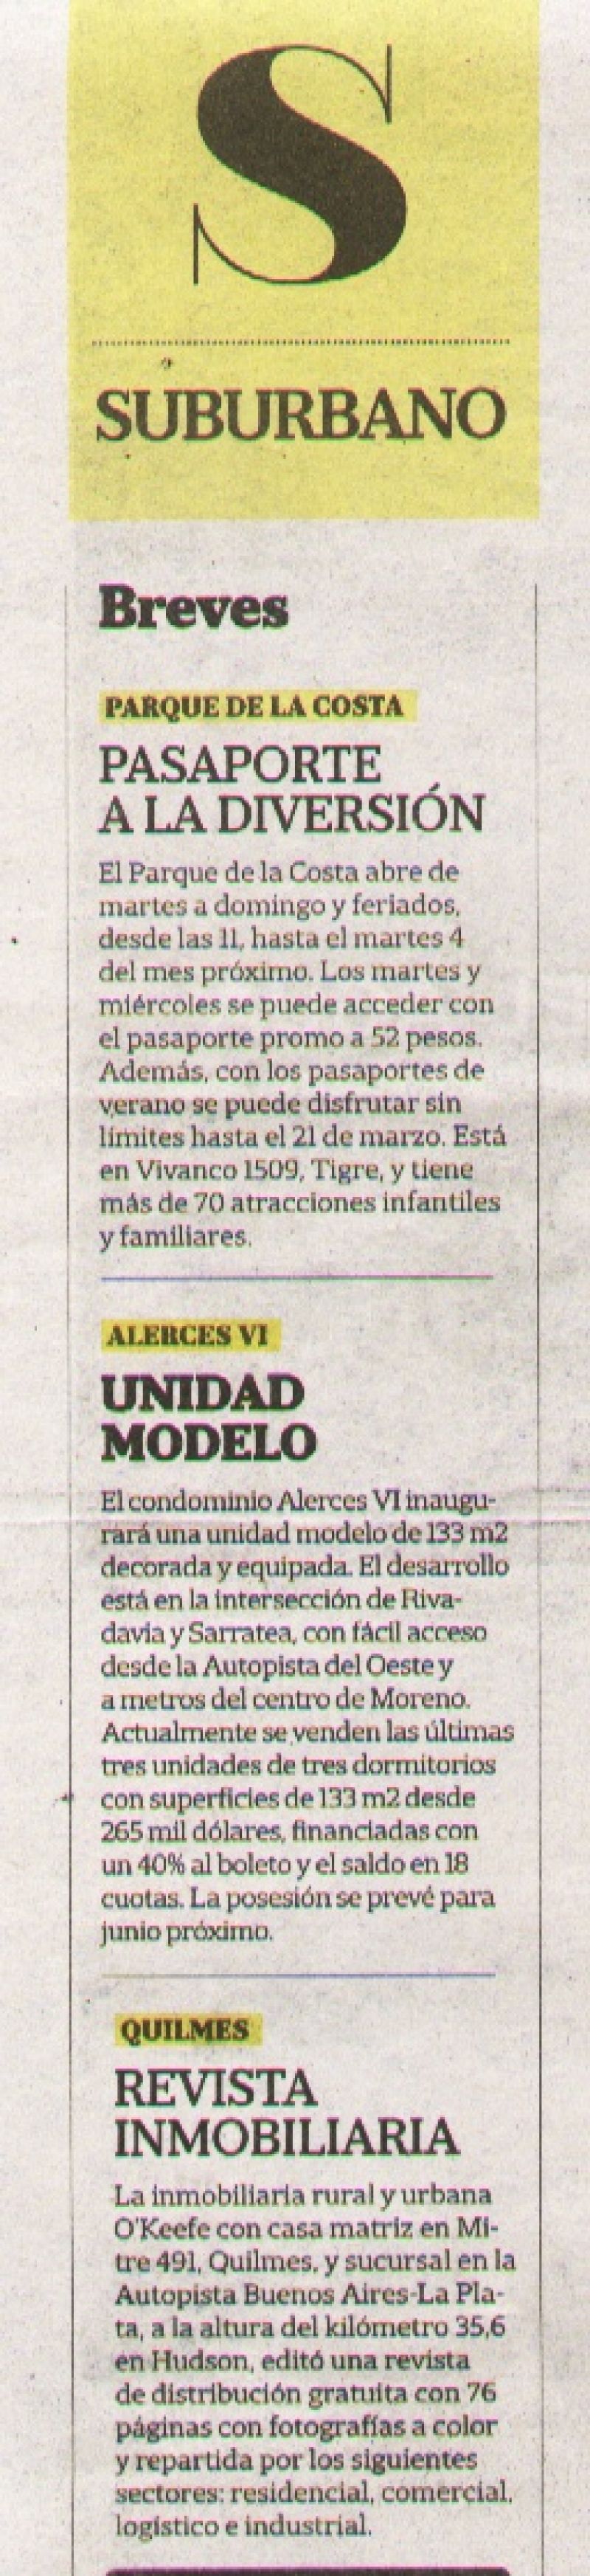 S
SUBURBANO
Breves
PARQUE DE LA COSTA
PASAPORTE
A LA DIVERSIÓN
El Parque de la Costa abre de
martes a domingo y feriados,
desde las 11, hasta el martes 4
del mes próximo. Los martes y
miércoles se puede acceder con
el pasaporte promo a 52 pesos.
Además, con los pasaportes de
verano se puede disfrutar sin
límites hasta el 21 de marzo. Está
en Vivanco 1509, Tigre, y tiene
más de 70 atracciones infantiles
y familiares.
ALERCES VI
UNIDAD
MODELO
El condominio Alerces VI inaugu-
rará una unidad modelo de 133 m2
decorada y equipada. El desarrollo
está en la intersección de Riva-
davia y Sarratea, con fácil acceso
desde la Autopista del Oeste y
a metros del centro de Moreno.
Actualmente se venden las últimas
tres unidades de tres dormitorios
con superficies de 133 m2 desde
265 mil dólares, financiadas con
un 40% al boleto y el saldo en 18
cuotas. La posesión se prevé para
junio próximo.
QUILMES
REVISTA
INMOBILIARIA
La inmobiliaria rural y urbana
O'Keefe con casa matriz en Mi-
tre 491, Quilmes, y sucursal en la
Autopista Buenos Aires-La Pla-
ta, a la altura del kilómetro 35,6
en Hudson, editó una revista
de distribución gratuita con 76
páginas con fotografías a color
y repartida por los siguientes
sectores: residencial, comercial,
logístico e industrial.